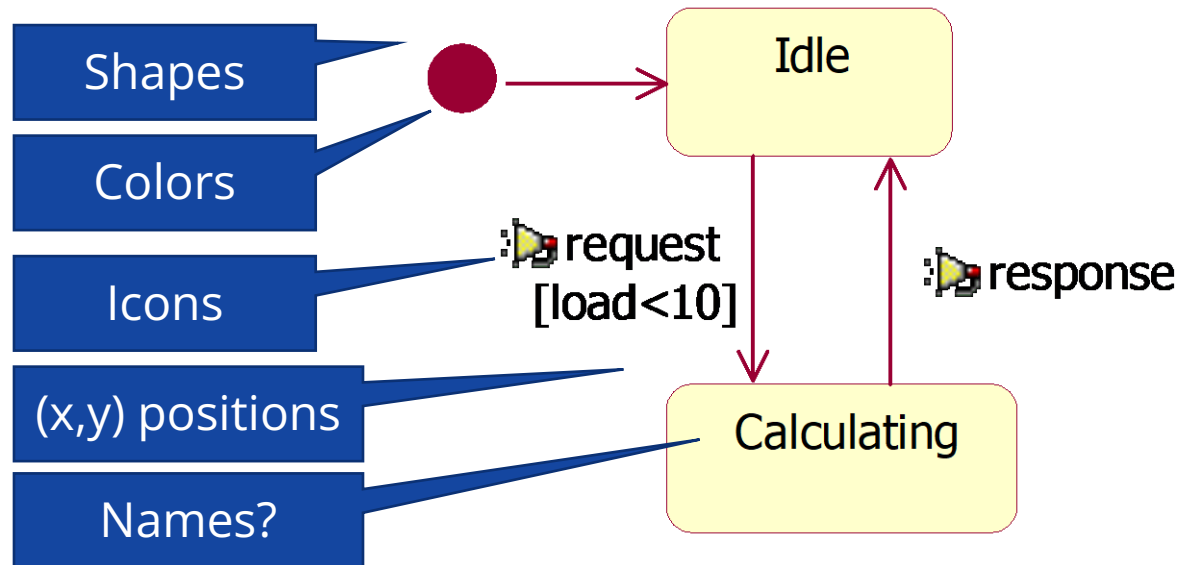 Shapes
Colors
Icons
(x,y) positions
Names?
Idle
request
[load<10]
response
Calculating